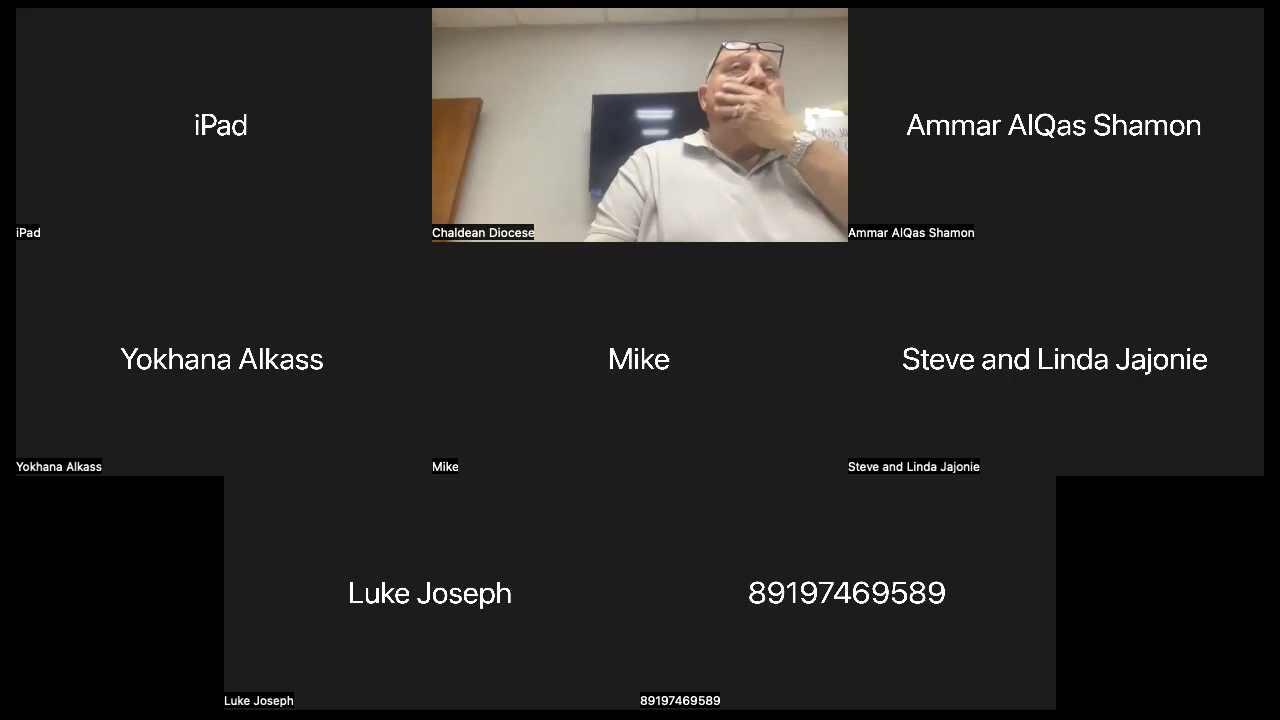 iPad
Ammar AlQas Shamon
iPad
Chaldean Diocese
Ammar AlQas Shamon
Yokhana Alkass
Mike
Steve and Linda Jajonie
Yokhana Alkass
Mike
Steve and Linda Jajonie
Luke Joseph
89197469589
Luke Joseph
89197469589